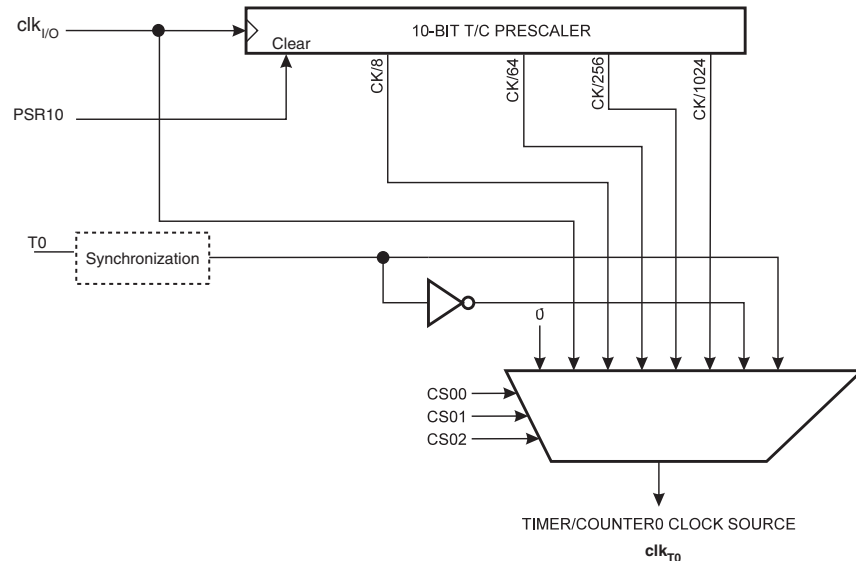 clkI/O
10-BIT T/C PRESCALER
Clear
CK/8
CK/64
CK/256
CK/1024
PSR10
T0
Synchronization
0
CS00
CS01
CS02
TIMER/COUNTER0 CLOCK SOURCE
clkT0